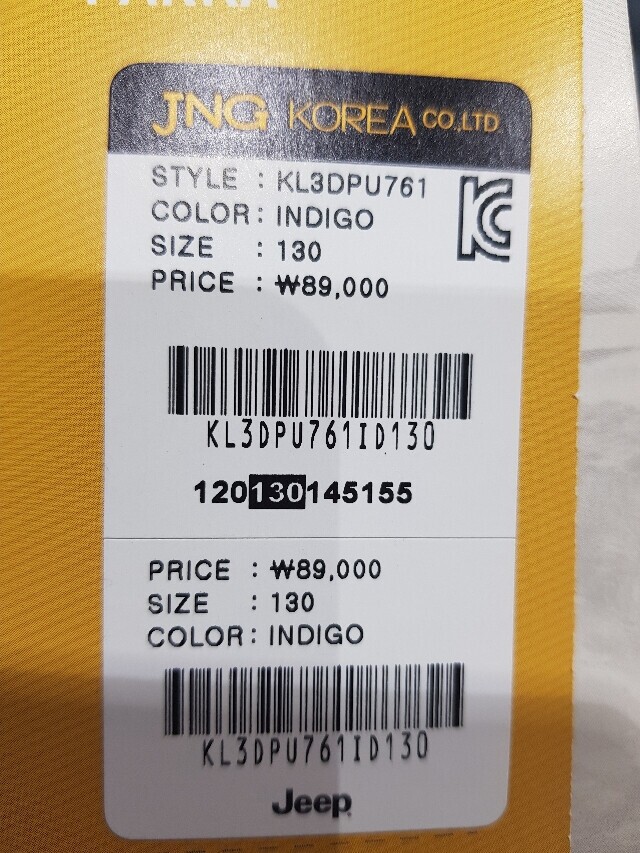 JNG KOREA CO.,LTD
STYLE : KL3DPU761
COLOR: INDIGO
SIZE : 130
PRICE : ₩89,000
KL3DPU761ID130
120130145155
PRICE : ₩89,000
SIZE : 130
COLOR: INDIGO
KL3DPU761ID130
Jeep